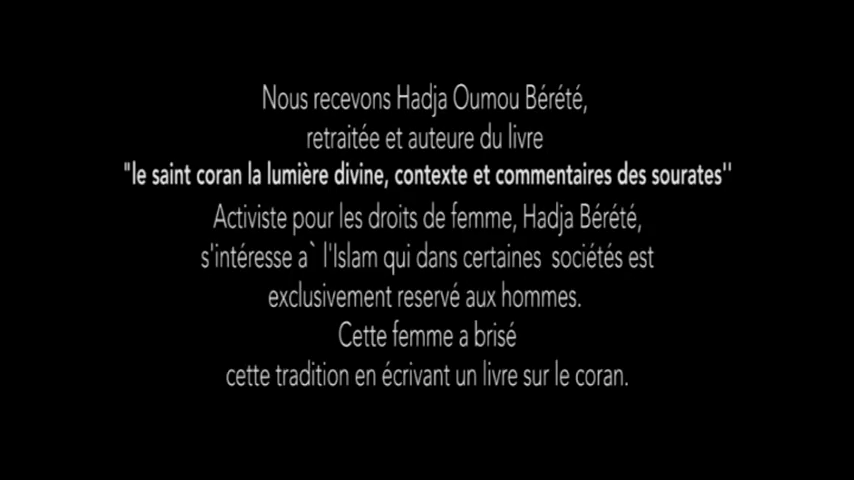 Nous recevons Hadja Oumou Bérété,
retraitée et auteure du livre
"le saint coran la lumière divine, contexte et commentaires des sourates''
Activiste pour les droits de femme, Hadja Bérété,
s'intéresse a` l'Islam qui dans certaines  sociétés est
exclusivement reservé aux hommes.
Cette femme a brisé
cette tradition en écrivant un livre sur le coran.